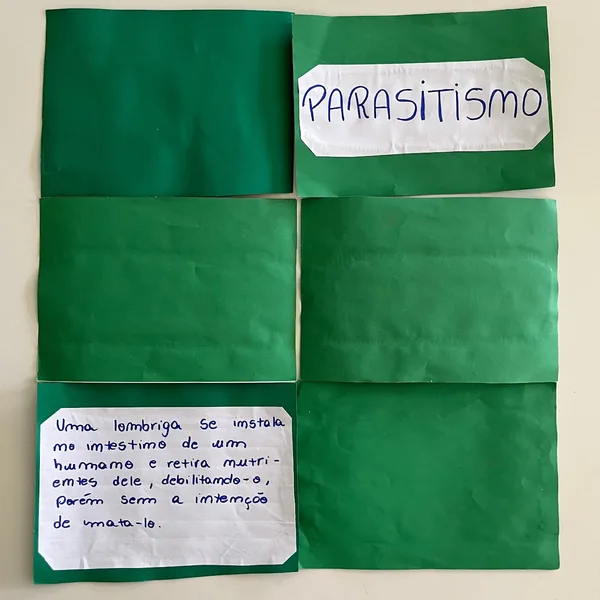 PARASITISMO
Uma lombriga se instala
no intestino de um
humano e retira nutri-
entes dele, debilitando-o,
porém sem a intenção
de mata-lo.